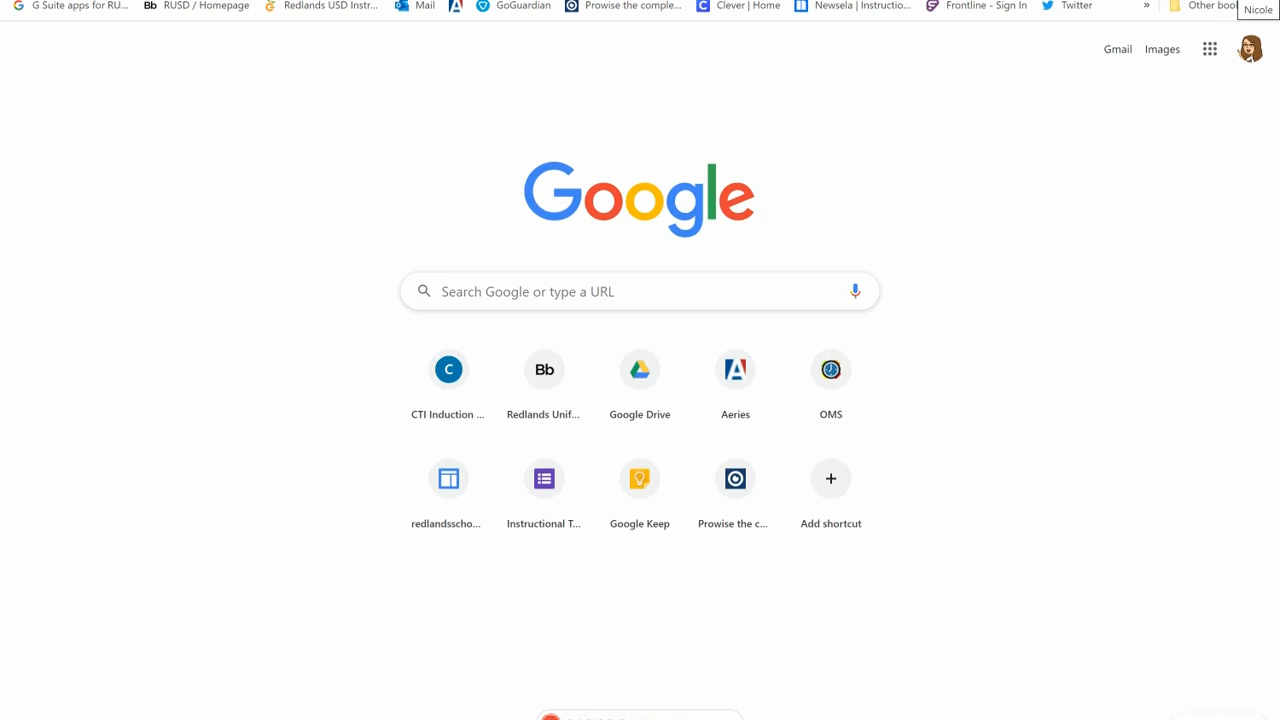 G Suite apps for RU... Bb RUSD / Homepage Redlands USD Instr... Mail GoGuardian Prowise the comple... C Clever | Home Newsela | Instructio... Frontline - Sign In Twitter » Other boo
Nicole
Gmail Images
Google
Search Google or type a URL
C Bb
CTI Induction ... Redlands Unif... Google Drive Aeries OMS
redlandsscho... Instructional T... Google Keep Prowise the c... Add shortcut